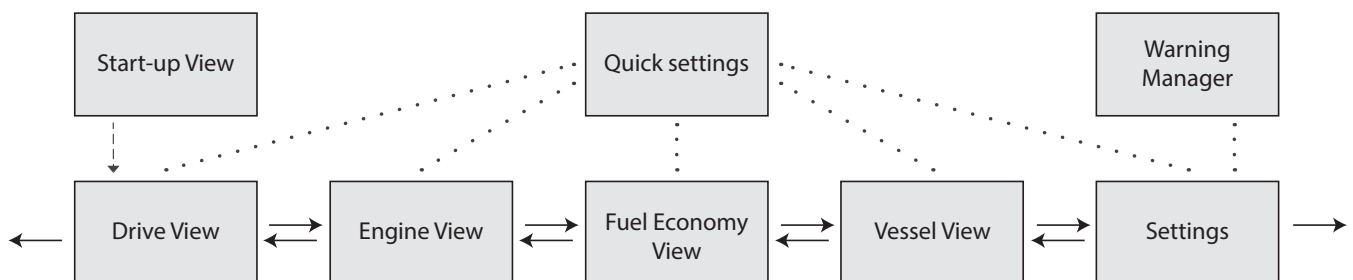 Start-up View
Quick settings
Warning
Manager
Drive View
Engine View
Fuel Economy
View
Vessel View
Settings